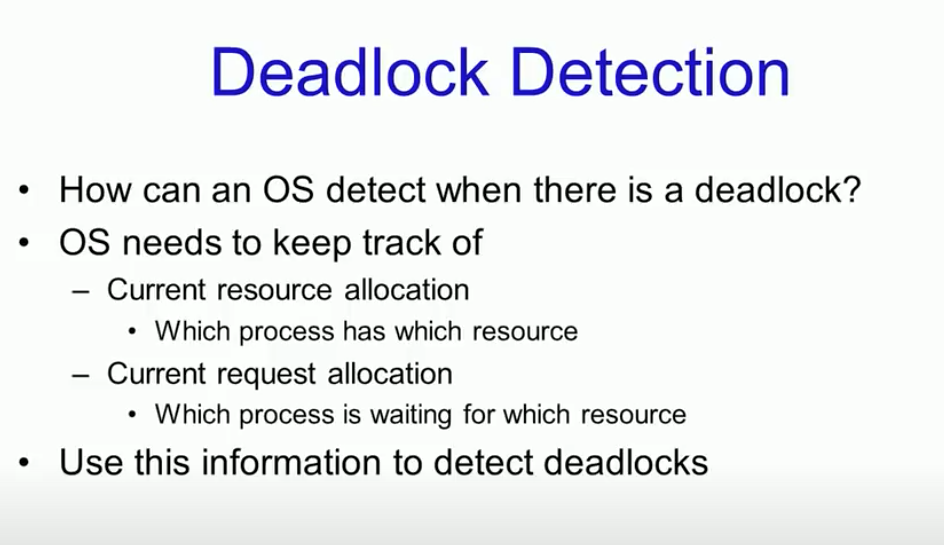 Deadlock Detection
• How can an OS detect when there is a deadlock?
• OS needs to keep track of
– Current resource allocation
• Which process has which resource
– Current request allocation
• Which process is waiting for which resource
• Use this information to detect deadlocks